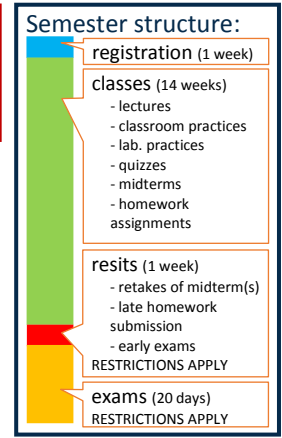 Semester structure:
registration (1 week)
classes (14 weeks)
- lectures
- classroom practices
- lab. practices
- quizzes
- midterms
- homework
assignments
resits (1 week)
- retakes of midterm(s)
- late homework
submission
- early exams
RESTRICTIONS APPLY
exams (20 days)
RESTRICTIONS APPLY